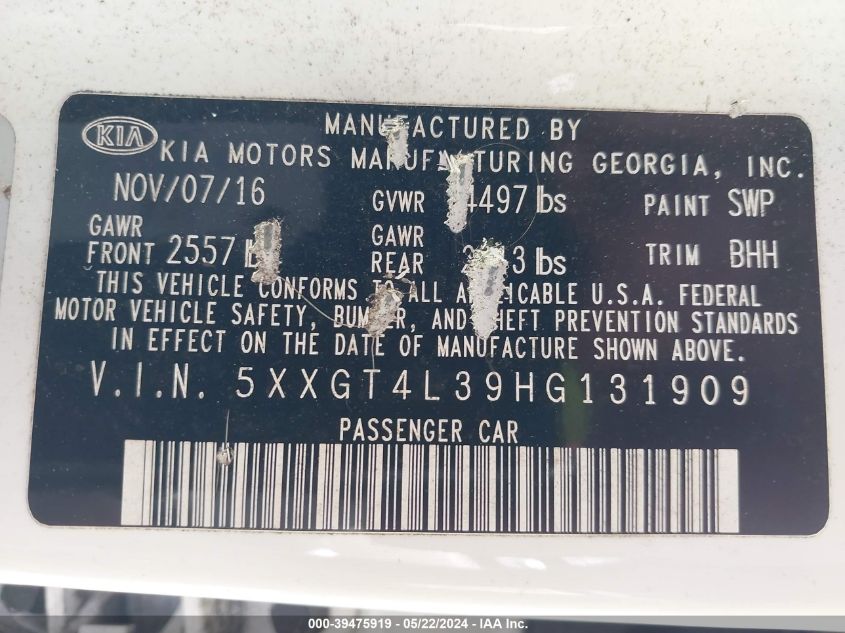 KIA
MANUFACTURED BY
KIA MOTORS MANUFACTURING GEORGIA, INC.
NOV/07/16 GVWR 4497 lbs PAINT SWP
GAWR FRONT 2557 GAWR REAR lbs TRIM BHH
THIS VEHICLE CONFORMS TO ALL APPLICABLE U.S.A. FEDERAL
MOTOR VEHICLE SAFETY, BUMPER, AND THEFT PREVENTION STANDARDS
IN EFFECT ON THE DATE OF MANUFACTURE SHOWN ABOVE.
V.I.N. 5XXGT4L39HG131909
PASSENGER CAR
000-39475919 - 05/22/2024 - IAA Inc.